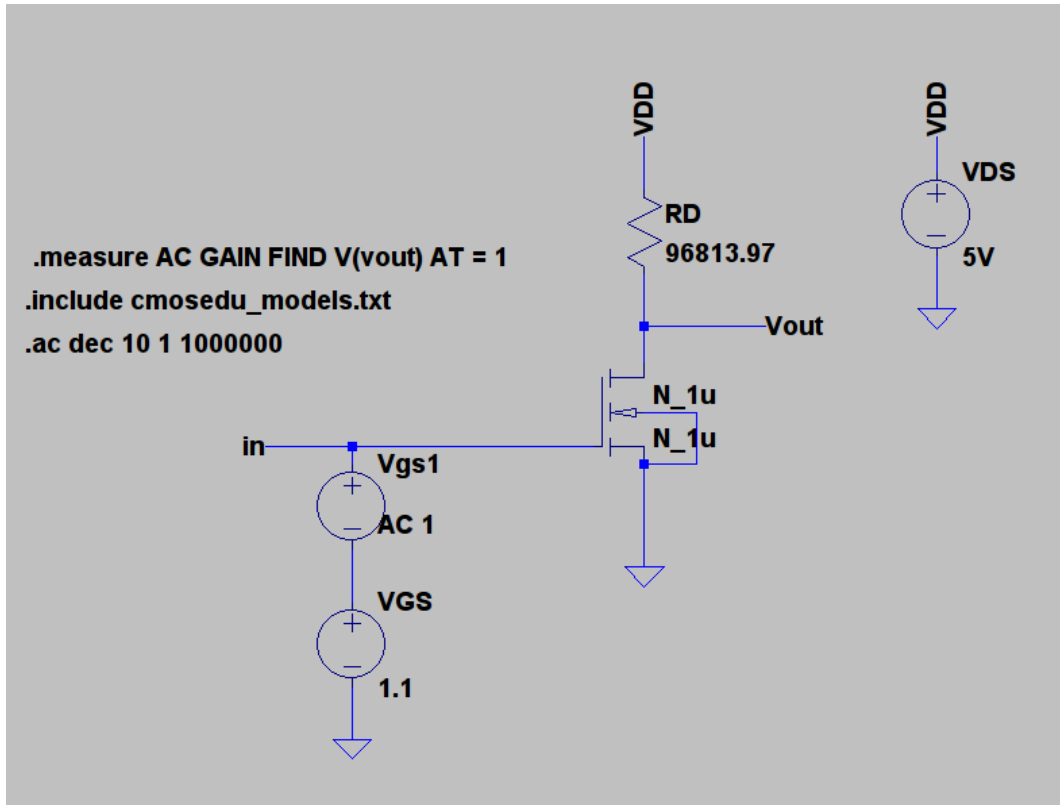 VDD
VDD
VDS
5V
RD
96813.97
.measure AC GAIN FIND V(vout) AT = 1
.include cmosedu_models.txt
.ac dec 10 1 1000000
Vout
N_1u
N_1u
in
Vgs1
AC 1
VGS
1.1